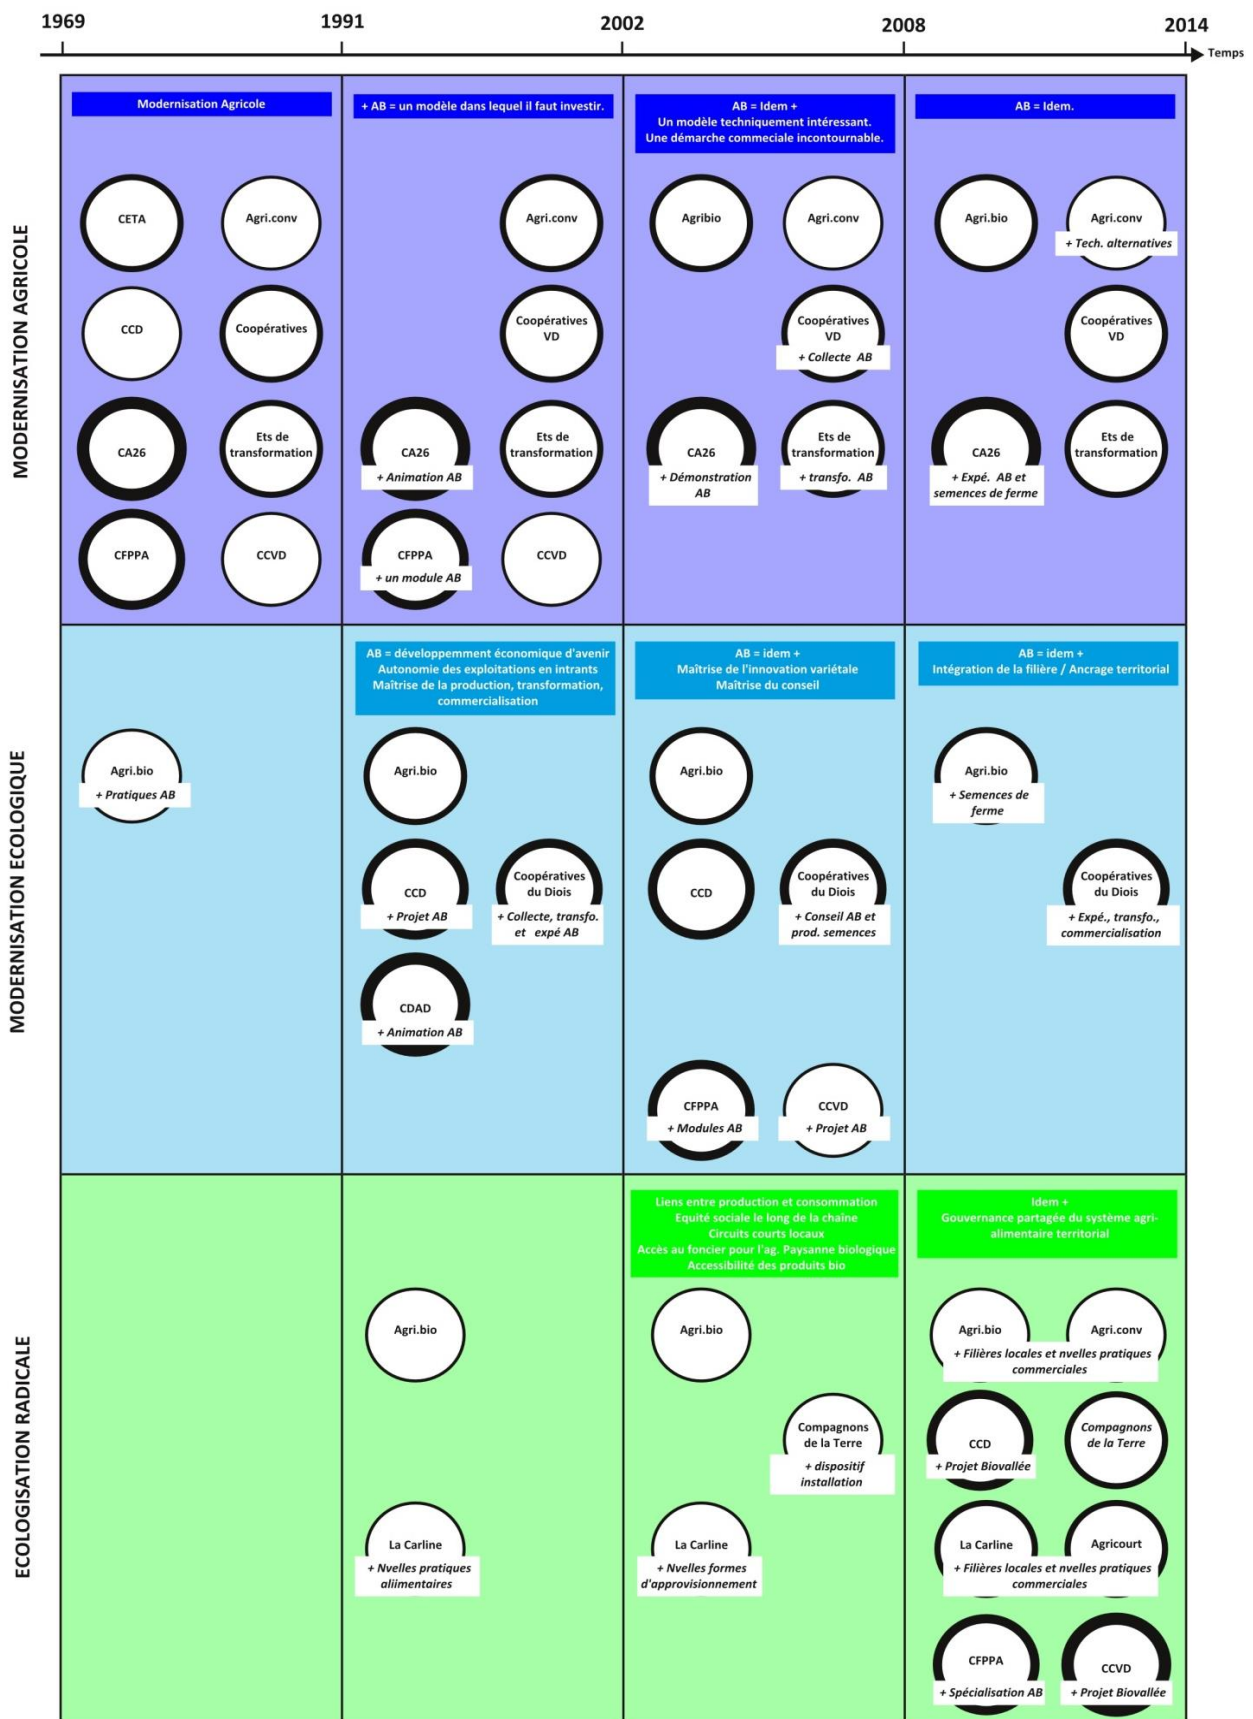 1969
1991
2002
2008
2014
Temps
MODERNISATION AGRICOLE
Modernisation Agricole
+ AB = un modèle dans lequel il faut investir.
AB = Idem +
Un modèle techniquement intéressant.
Une démarche commeciale incontournable.
AB = Idem.
CETA
Agri.conv
Agri.conv
Agribio
Agri.conv
Agri.bio
Agri.conv
+ Tech. alternatives
CCD
Coopératives
Coopératives
VD
Coopératives
VD
+ Collecte AB
Coopératives
VD
CA26
Ets de
transformation
CA26
+ Animation AB
Ets de
transformation
CA26
+ Démonstration
AB
Ets de
transformation
+ transfo. AB
CA26
+ Expé. AB et
semences de ferme
Ets de
transformation
CFPPA
CCVD
CFPPA
+ un module AB
CCVD
MODERNISATION ECOLOGIQUE
AB = développemment économique d'avenir
Autonomie des exploitations en intrants
Maîtrise de la production, transformation,
commercialisation
AB = idem +
Maîtrise de l'innovation variétale
Maîtrise du conseil
AB = idem +
Intégration de la filière / Ancrage territorial
Agri.bio
+ Pratiques AB
Agri.bio
Agri.bio
Agri.bio
+ Semences de
ferme
CCD
+ Projet AB
Coopératives
du Diois
+ Collecte, transfo.
et expé AB
CCD
Coopératives
du Diois
+ Conseil AB et
prod. semences
Coopératives
du Diois
+ Expé., transfo.,
commercialisation
CDAD
+ Animation AB
CFPPA
+ Modules AB
CCVD
+ Projet AB
ECOLOGISATION RADICALE
Liens entre production et consommation
Equité sociale le long de la chaîne
Circuits courts locaux
Accès au foncier pour l'ag. Paysanne biologique
Accessibilité des produits bio
Idem +
Gouvernance partagée du système agri-
alimentaire territorial
Agri.bio
Agri.bio
Agri.bio
Agri.conv
+ Filières locales et nvelles pratiques
commerciales
Compagnons
de la Terre
+ dispositif
installation
CCD
+ Projet Biovallée
Compagnons
de la Terre
La Carline
+ Nvelles pratiques
aliimentaires
La Carline
+ Nvelles formes
d'approvisionnement
La Carline
Agricourt
+ Filières locales et nvelles pratiques
commerciales
CFPPA
+ Spécialisation AB
CCVD
+ Projet Biovallée